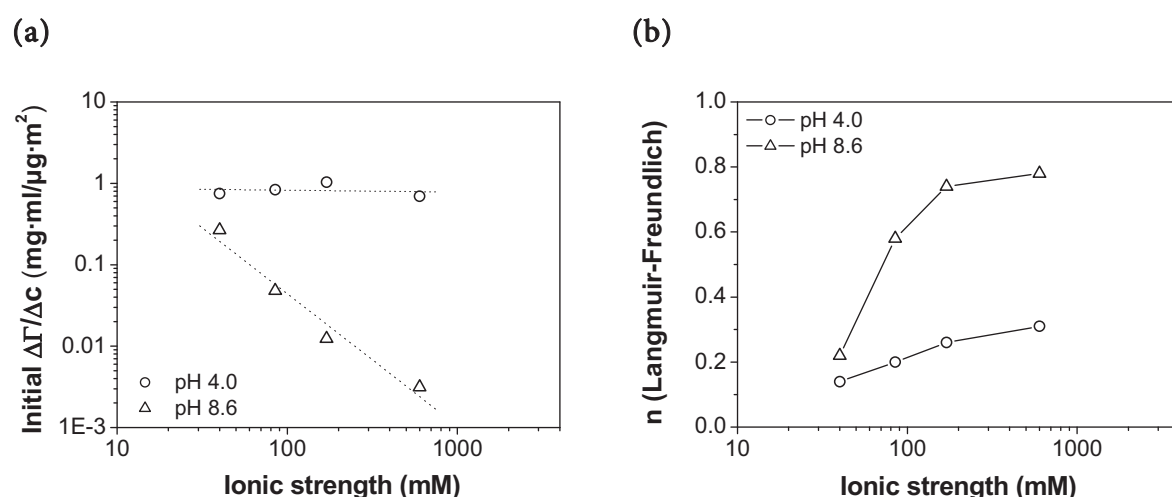 (a)
Initial ΔΓ/Δc (mg·ml/μg·m²)
10
1
0.1
0.01
1E-3
pH 4.0
pH 8.6
10
100
1000
Ionic strength (mM)
(b)
n (Langmuir-Freundlich)
1.0
0.8
0.6
0.4
0.2
0.0
pH 4.0
pH 8.6
10
100
1000
Ionic strength (mM)